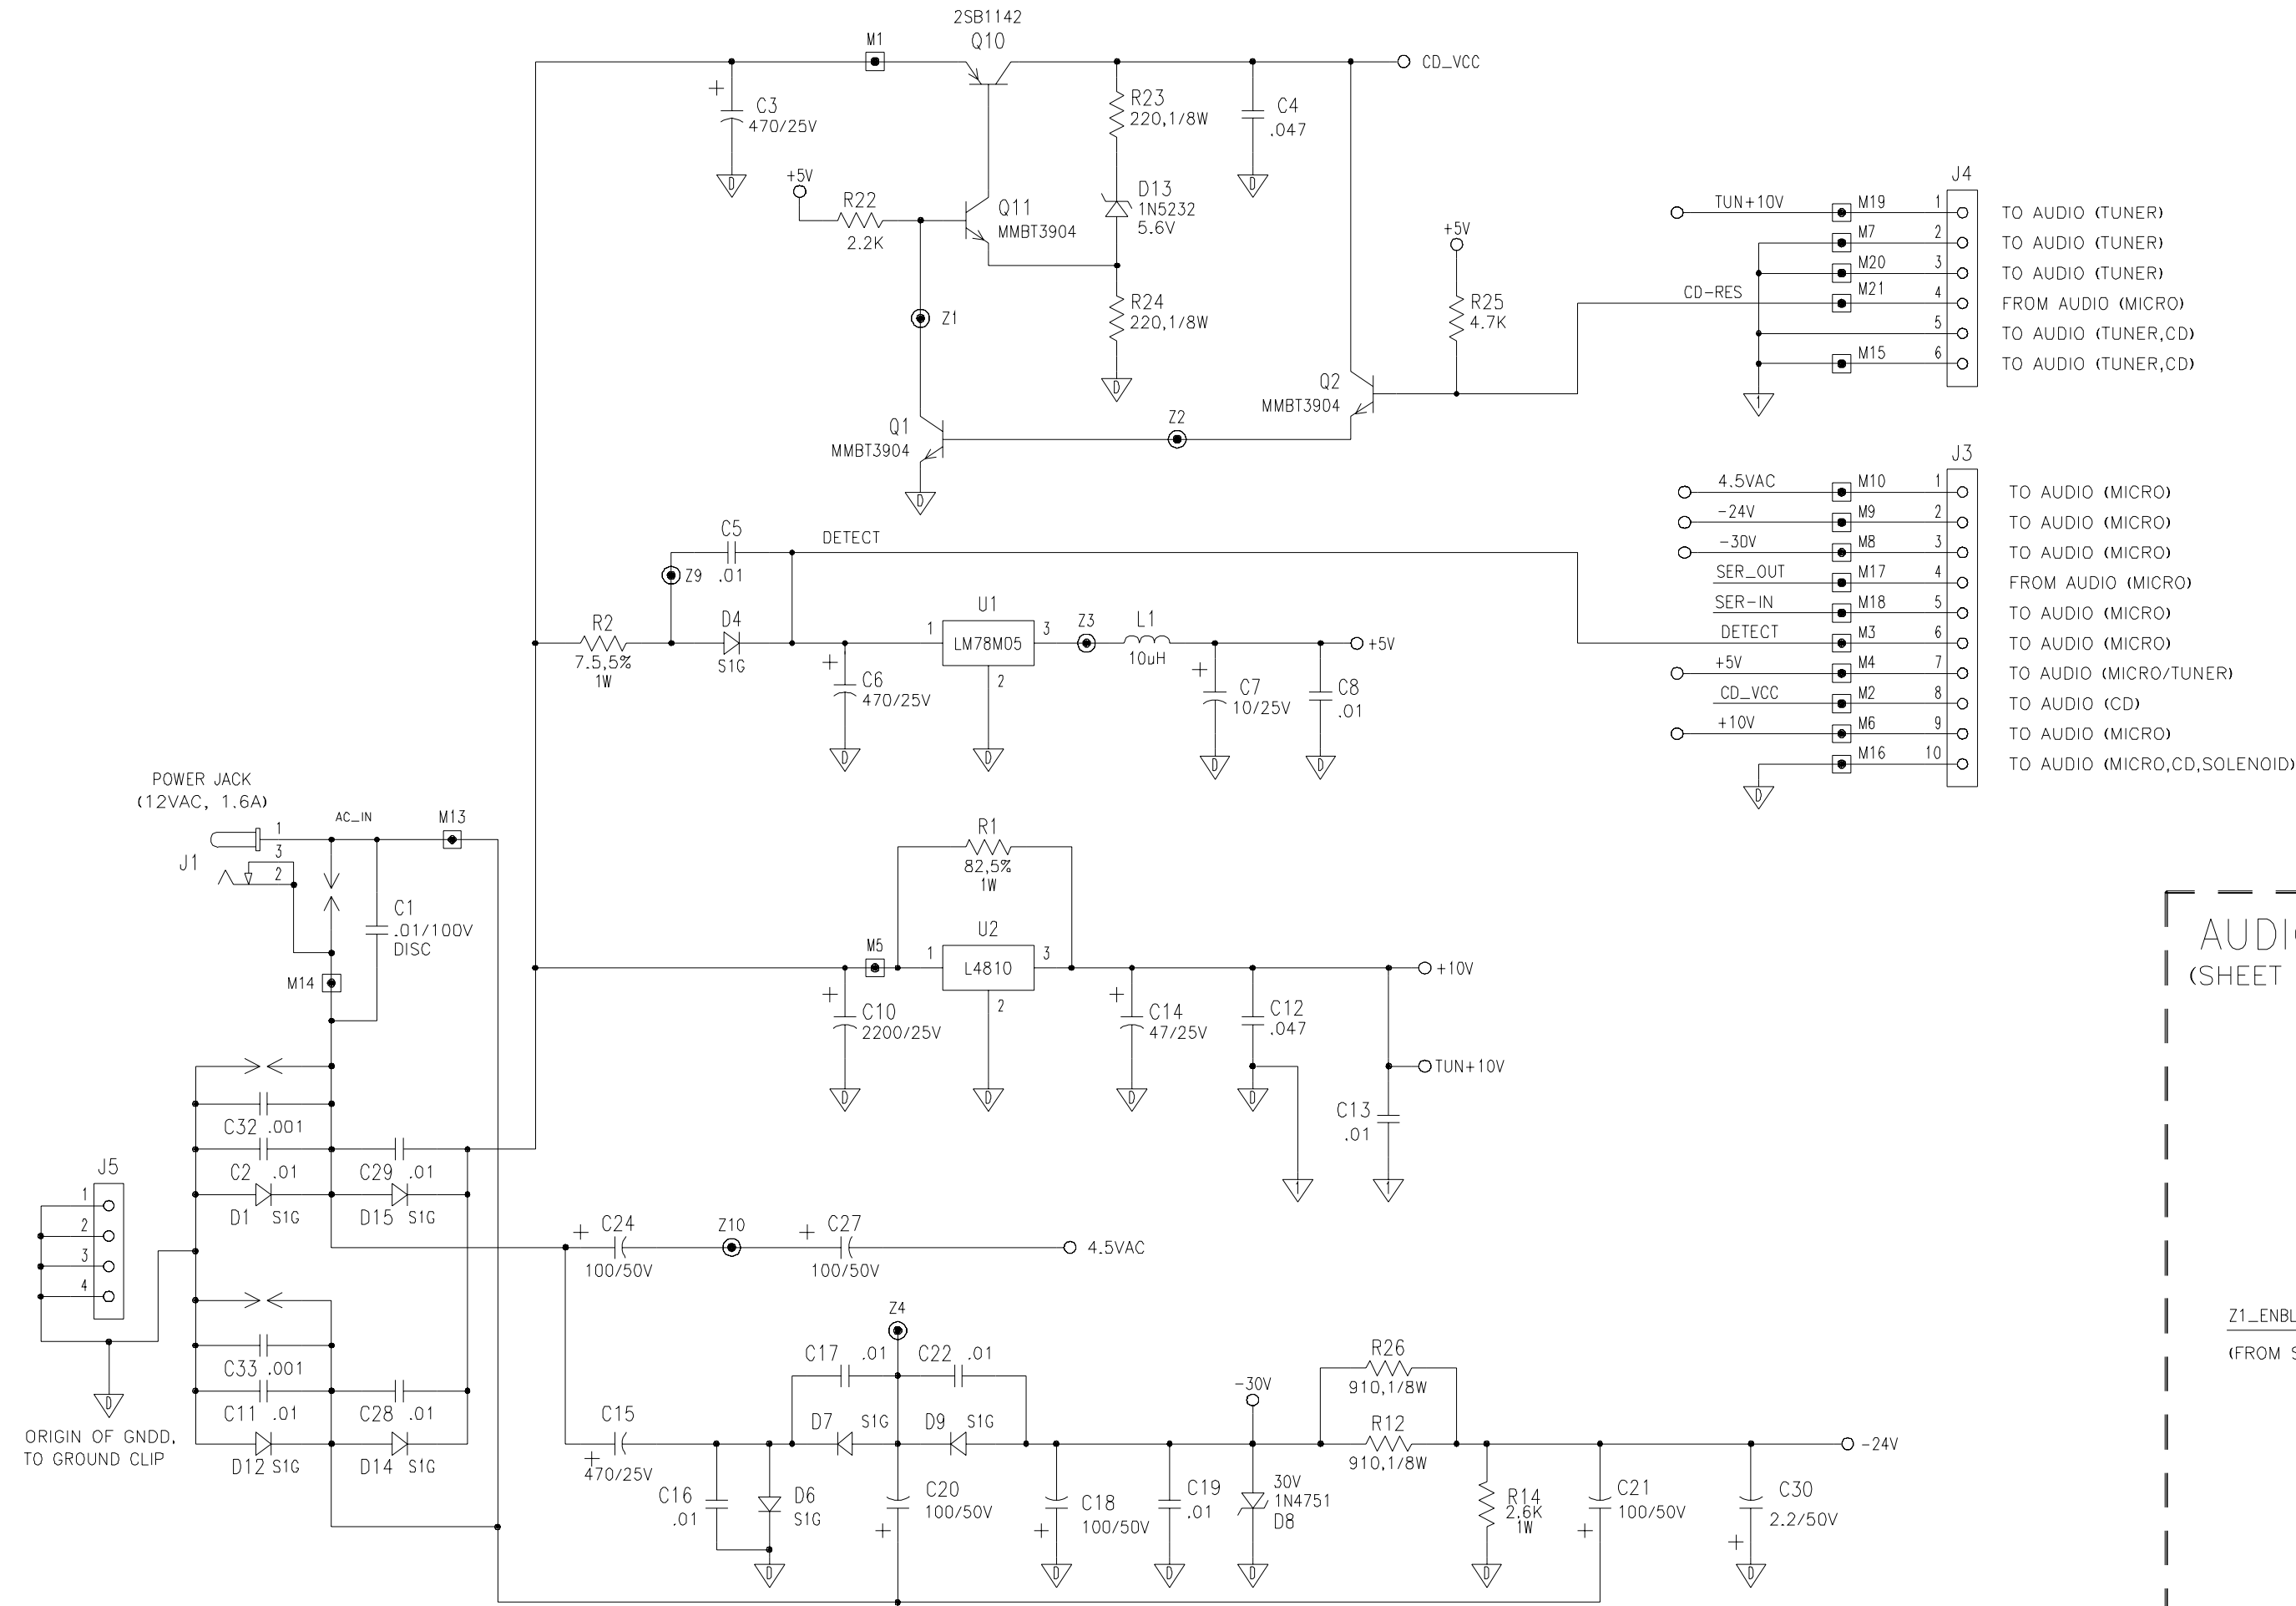 2SB1142
Q10
M1
CD_VCC
+
C3
470/25V
R23
220,1/8W
C4
.047
D
D
+5V
R22
2.2K
Q11
MMBT3904
D13
1N5232
5.6V
Z1
R24
220,1/8W
D
+5V
R25
4.7K
Q2
MMBT3904
Z2
Q1
MMBT3904
D
J4
TUN+10V M19 1 TO AUDIO (TUNER)
M7 2 TO AUDIO (TUNER)
M20 3 TO AUDIO (TUNER)
CD-RES M21 4 FROM AUDIO (MICRO)
5 TO AUDIO (TUNER,CD)
M15 6 TO AUDIO (TUNER,CD)
1
J3
4.5VAC M10 1 TO AUDIO (MICRO)
-24V M9 2 TO AUDIO (MICRO)
-30V M8 3 TO AUDIO (MICRO)
SER_OUT M17 4 FROM AUDIO (MICRO)
SER-IN M18 5 TO AUDIO (MICRO)
DETECT M3 6 TO AUDIO (MICRO)
+5V M4 7 TO AUDIO (MICRO/TUNER)
CD_VCC M2 8 TO AUDIO (CD)
+10V M6 9 TO AUDIO (MICRO)
M16 10 TO AUDIO (MICRO,CD,SOLENOID)
D
C5
.01
DETECT
Z9
R2
7.5,5%
1W
D4
S1G
+
C6
470/25V
D
U1
1 LM78M05 3
2
D
Z3
L1
10uH
+
C7
10/25V
D
C8
.01
D
+5V
POWER JACK
(12VAC, 1.6A)
J1
1
3
2
AC_IN
M13
C1
.01/100V
DISC
M14
R1
82,5%
1W
M5
U2
1 L4810 3
2
D
+
C10
2200/25V
D
+
C14
47/25V
D
C12
.047
D
1
+10V
TUN+10V
C13
.01
1
C32 .001
C2 .01
C29 .01
D1 S1G
D15 S1G
J5
1
2
3
4
D
ORIGIN OF GNDD,
TO GROUND CLIP
C33 .001
C11 .01
C28 .01
D12 S1G
D14 S1G
+
C24
100/50V
Z10
+
C27
100/50V
4.5VAC
Z4
C17 .01
C22 .01
C15
+
470/25V
D7 S1G
D9 S1G
C16
.01
D6
S1G
D
C20
100/50V
+
C18
100/50V
+
D
C19
.01
D
-30V
30V
1N4751
D8
D
R26
910,1/8W
R12
910,1/8W
R14
2.6K
1W
D
C21
100/50V
+
C30
2.2/50V
+
D
-24V
(SHEET
Z1_ENBL
(FROM